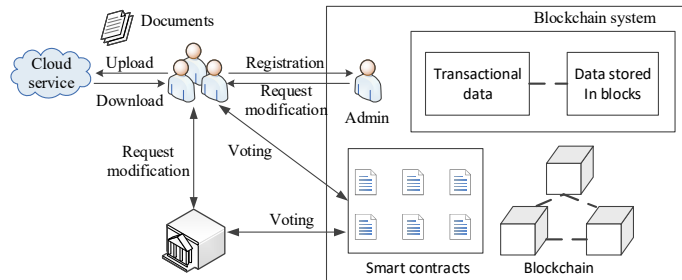 Documents
Blockchain system
Cloud
service
Upload
Download
Registration
Request
modification
Admin
Transactional
data
Data stored
In blocks
Request
modification
Voting
Voting
Smart contracts
Blockchain